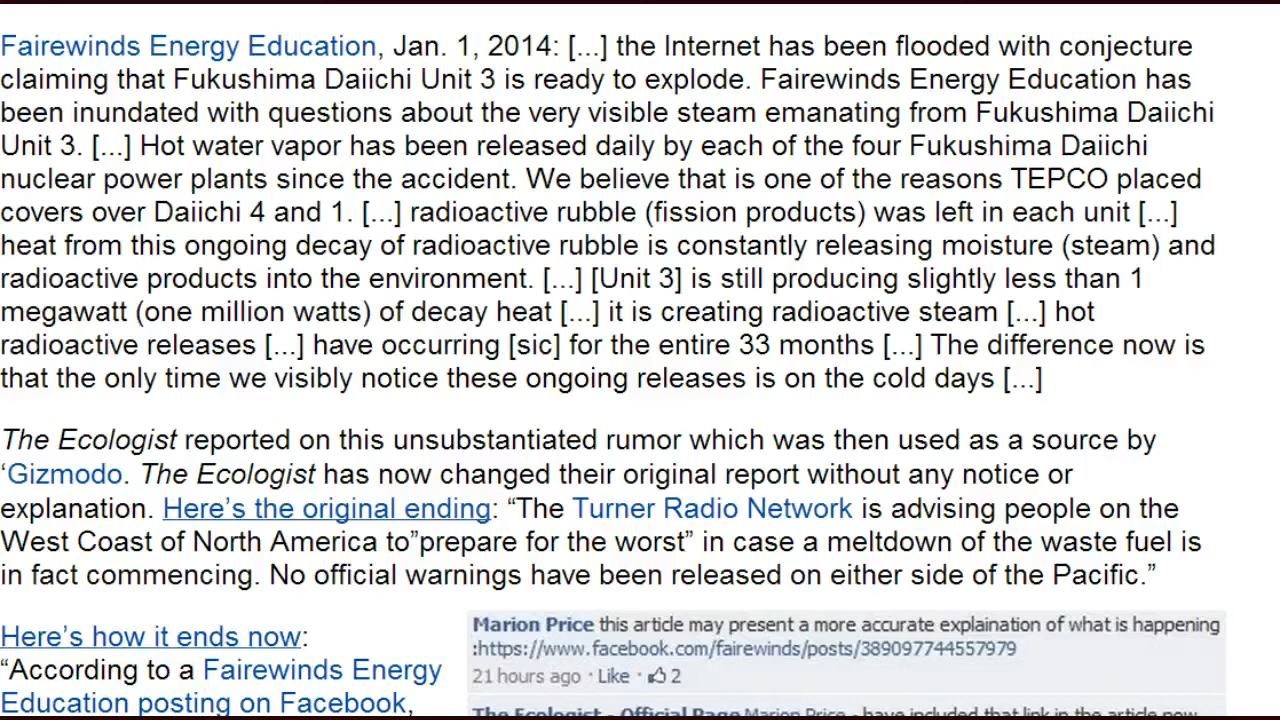 Fairewinds Energy Education, Jan. 1, 2014: [...] the Internet has been flooded with conjecture
claiming that Fukushima Daiichi Unit 3 is ready to explode. Fairewinds Energy Education has
been inundated with questions about the very visible steam emanating from Fukushima Daiichi
Unit 3. [...] Hot water vapor has been released daily by each of the four Fukushima Daiichi
nuclear power plants since the accident. We believe that is one of the reasons TEPCO placed
covers over Daiichi 4 and 1. [...] radioactive rubble (fission products) was left in each unit [...]
heat from this ongoing decay of radioactive rubble is constantly releasing moisture (steam) and
radioactive products into the environment. [...] [Unit 3] is still producing slightly less than 1
megawatt (one million watts) of decay heat [...] it is creating radioactive steam [...] hot
radioactive releases [...] have occurring [sic] for the entire 33 months [...] The difference now is
that the only time we visibly notice these ongoing releases is on the cold days [...]
The Ecologist reported on this unsubstantiated rumor which was then used as a source by
‘Gizmodo. The Ecologist has now changed their original report without any notice or
explanation. Here’s the original ending: “The Turner Radio Network is advising people on the
West Coast of North America to”prepare for the worst” in case a meltdown of the waste fuel is
in fact commencing. No official warnings have been released on either side of the Pacific.”
Here’s how it ends now:
“According to a Fairewinds Energy
Education posting on Facebook,
Marion Price this article may present a more accurate explaination of what is happening
:https://www.facebook.com/fairewinds/posts/389097744557979
21 hours ago · Like · 2
The Ecologist - Official Page Marion Price - have included that link in the article now